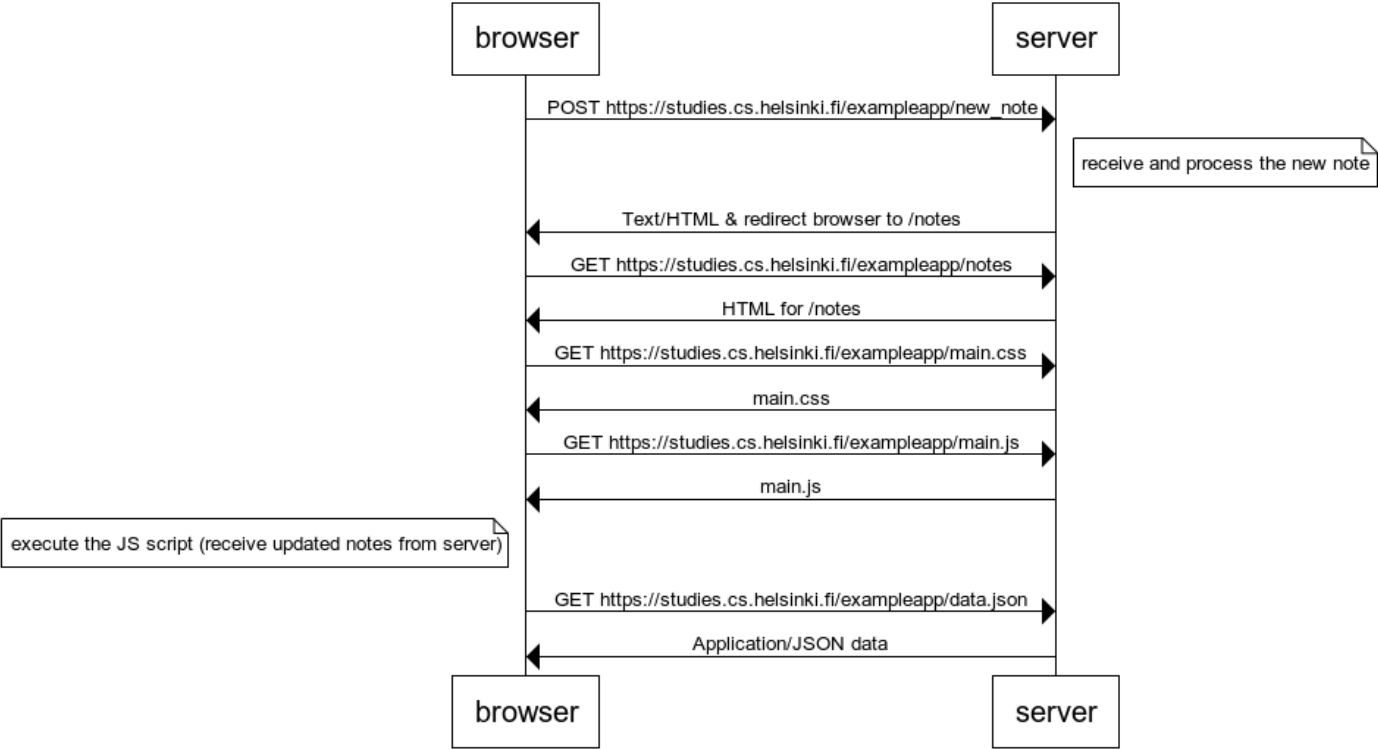 browser
server
POST https://studies.cs.helsinki.fi/exampleapp/new_note
receive and process the new note
Text/HTML & redirect browser to /notes
GET https://studies.cs.helsinki.fi/exampleapp/notes
HTML for /notes
GET https://studies.cs.helsinki.fi/exampleapp/main.css
main.css
GET https://studies.cs.helsinki.fi/exampleapp/main.js
main.js
execute the JS script (receive updated notes from server)
GET https://studies.cs.helsinki.fi/exampleapp/data.json
Application/JSON data
browser
server